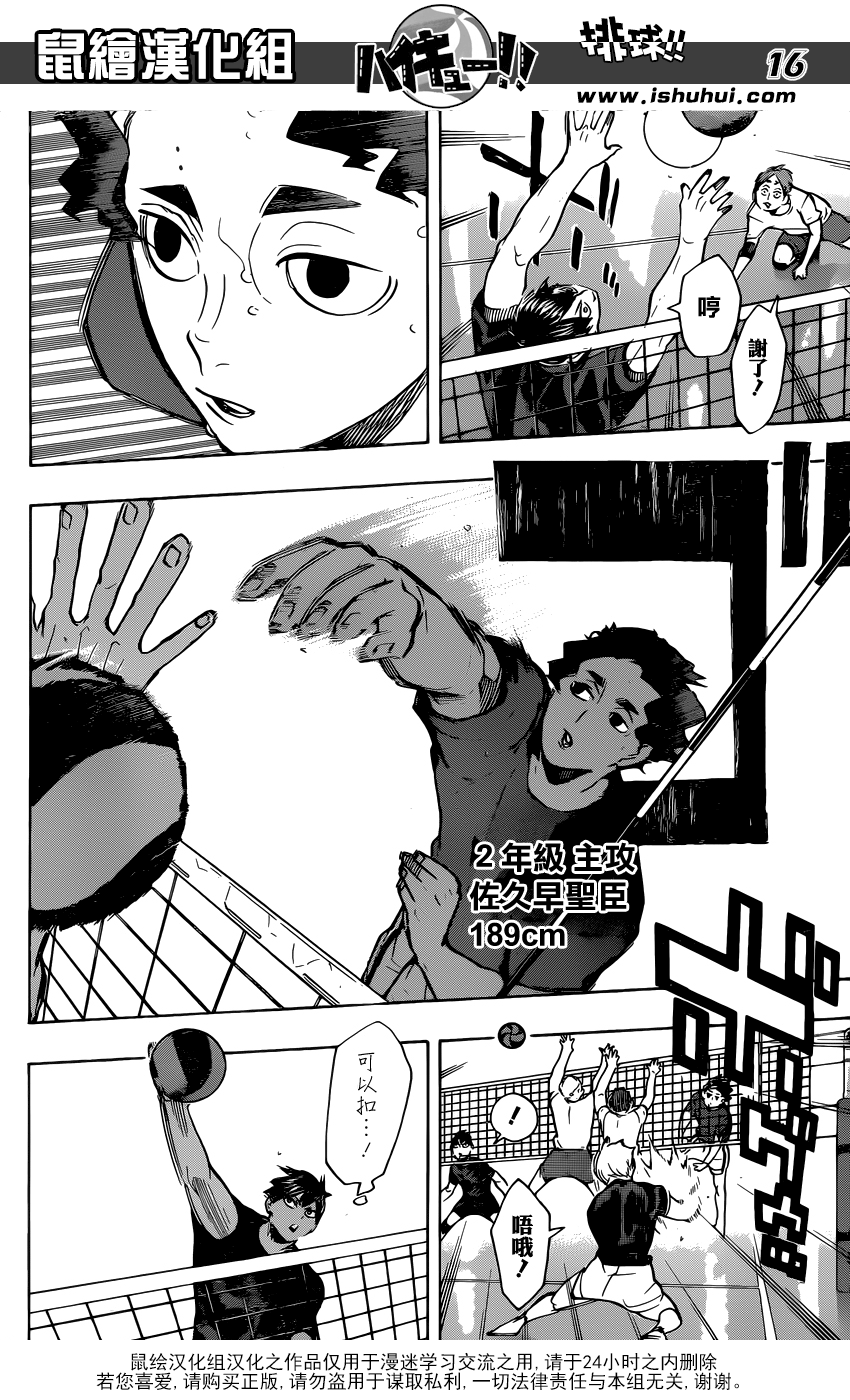 鼠繪漢化組
ハイキュー!!
排球!!
16
www.ishuhui.com
哼
謝了!
2年級 主攻
佐久早聖臣
189cm
!
唔哦!
可以扣…!
鼠绘汉化组汉化之作品仅用于漫迷学习交流之用, 请于24小时之内删除
若您喜爱, 请购买正版, 请勿盗用于谋取私利, 一切法律责任与本组无关, 谢谢。